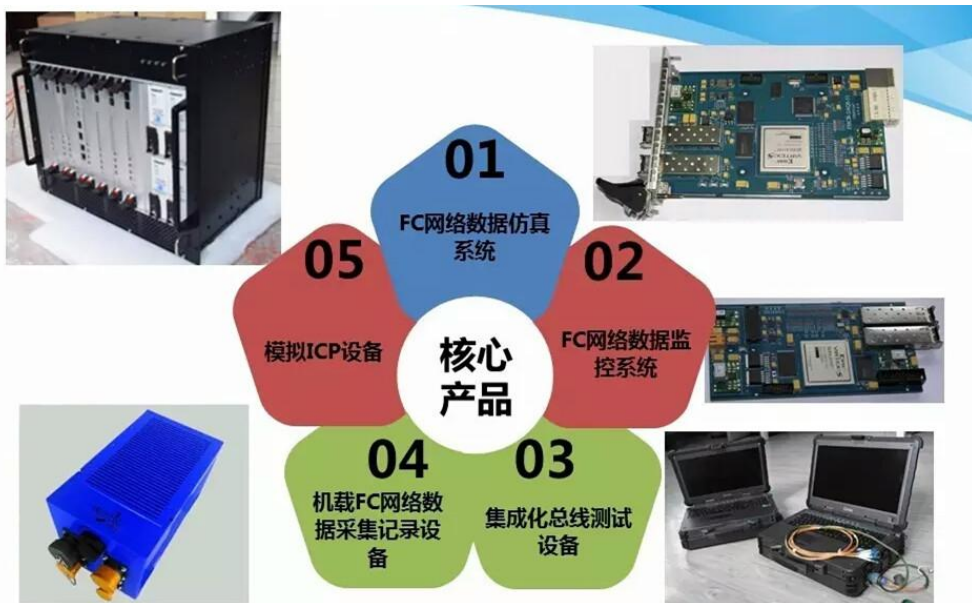 01
FC网络数据仿真
系统
02
FC网络数据监
控系统
03
集成化总线测试
设备
04
机载FC网络数
据采集记录设
备
05
模拟ICP设备
核心
产品